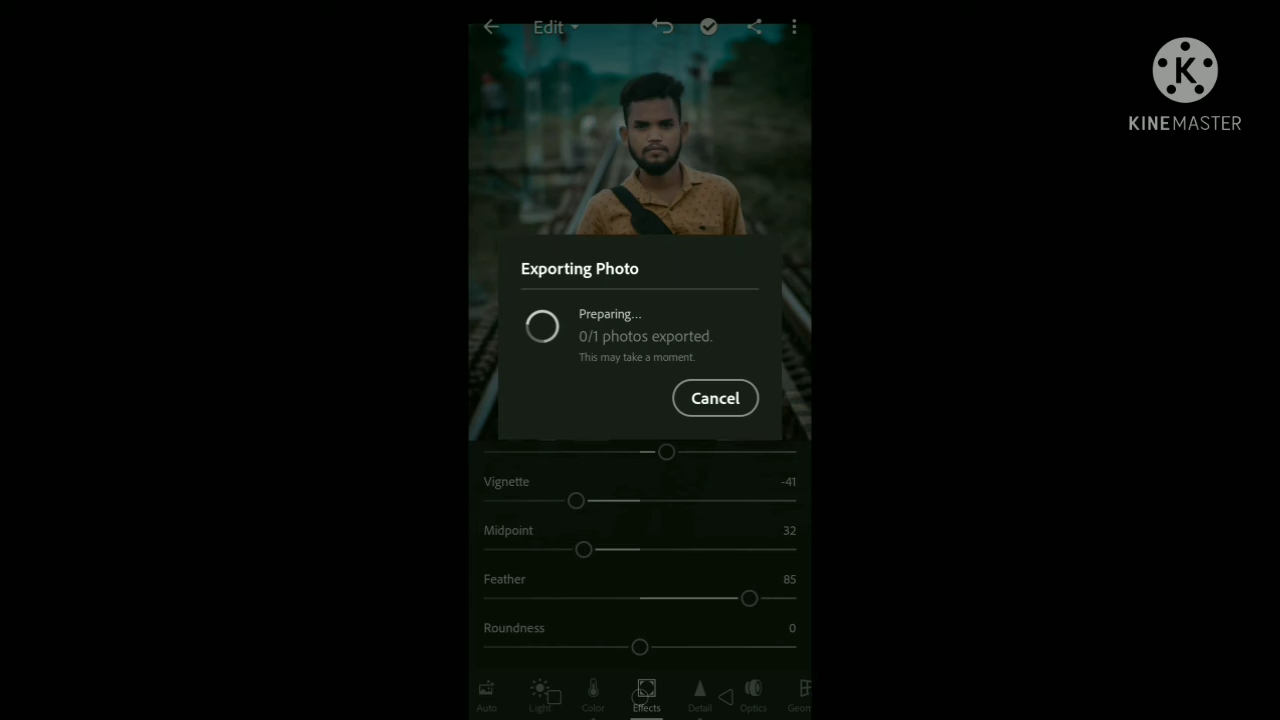 Edit
K
KINEMASTER
Exporting Photo
Preparing...
0/1 photos exported.
This may take a moment.
Cancel
Vignette -41
Midpoint 32
Feather 85
Roundness 0
Auto Light Color Effects Detail Optics Geom